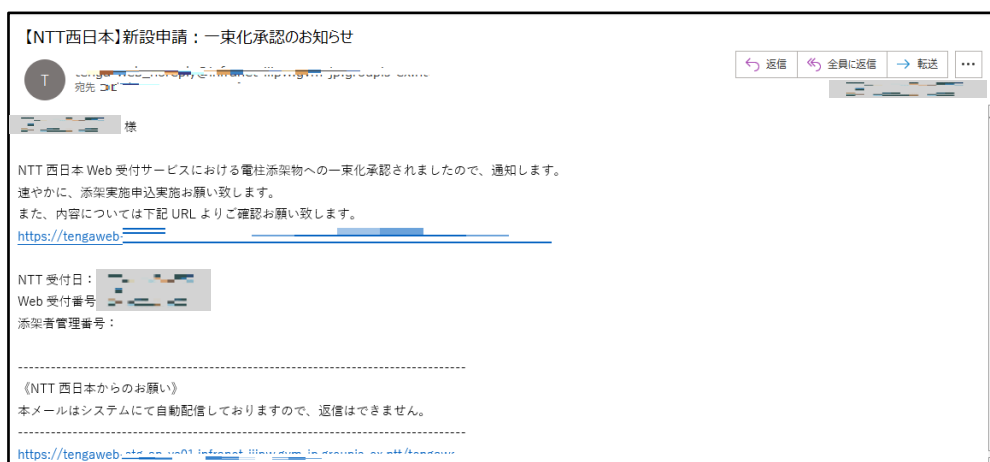 【NTT西日本】新設申請：一束化承認のお知らせ
返信 全員に返信 転送
T
宛先
様
NTT 西日本 Web 受付サービスにおける電柱添架物への一束化承認されましたので、通知します。
速やかに、添架実施申込実施お願い致します。
また、内容については下記 URL よりご確認お願い致します。
https://tengaweb-
NTT 受付日：
Web 受付番号
添架者管理番号：
--------------------------------------------------------------------------
《NTT 西日本からのお願い》
本メールはシステムにて自動配信しておりますので、返信はできません。
--------------------------------------------------------------------------
https://tengaweb-